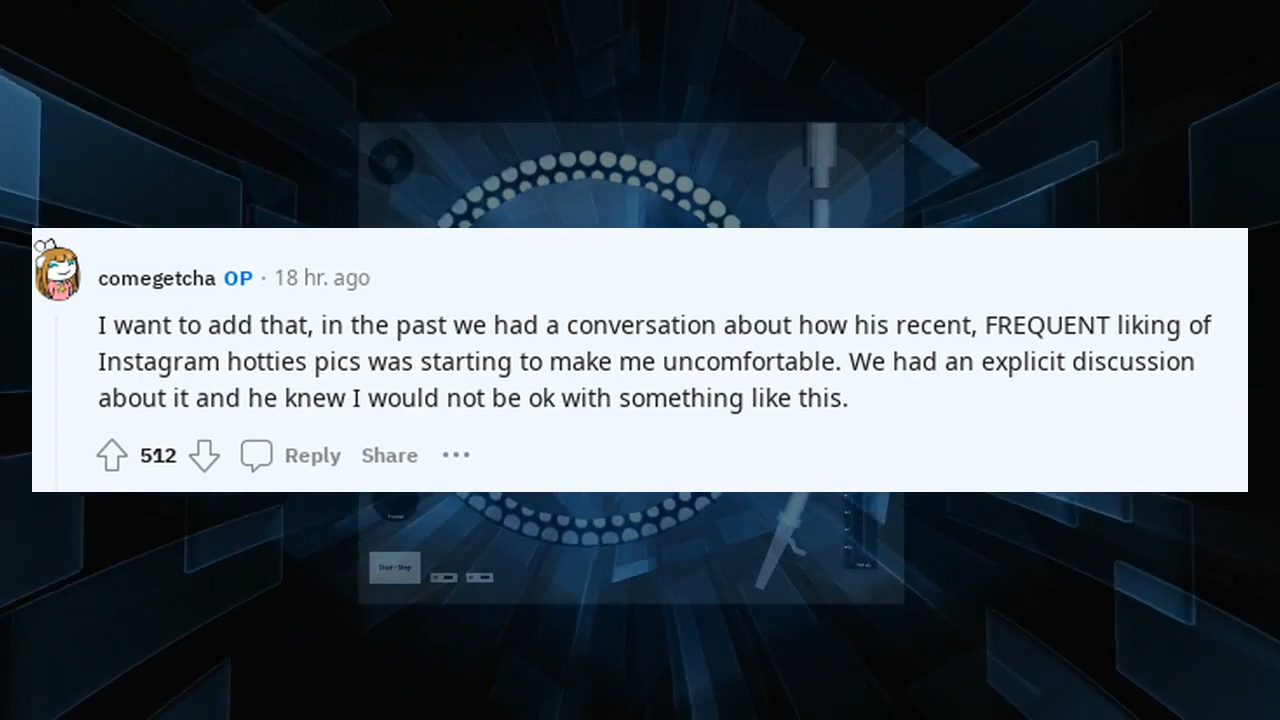 comegetcha OP · 18 hr. ago
I want to add that, in the past we had a conversation about how his recent, FREQUENT liking of
Instagram hotties pics was starting to make me uncomfortable. We had an explicit discussion
about it and he knew I would not be ok with something like this.
512 Reply Share ···
Start • Stop